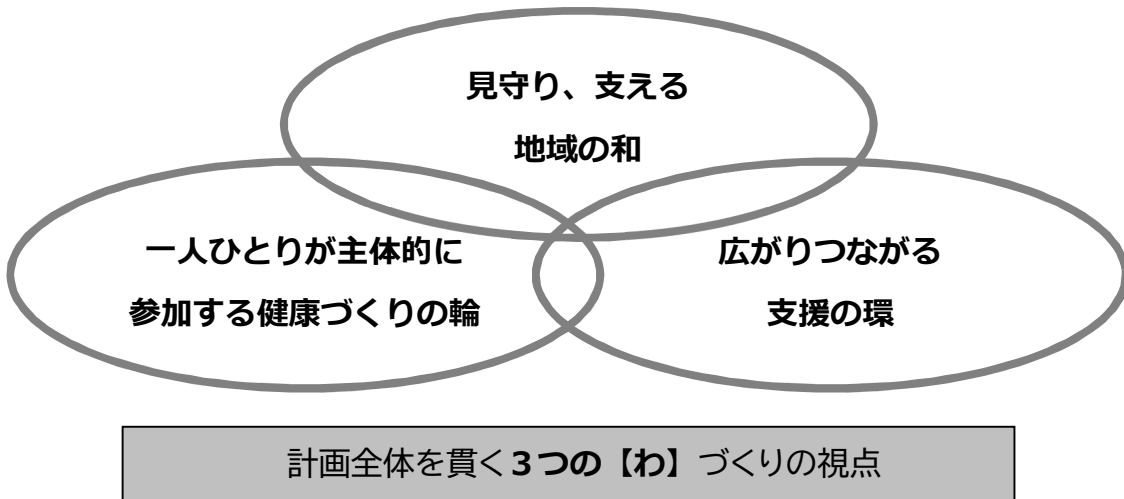 見守り、支える
地域の和
一人ひとりが主体的に
参加する健康づくりの輪
広がりつながる
支援の環
計画全体を貫く3つの【わ】づくりの視点